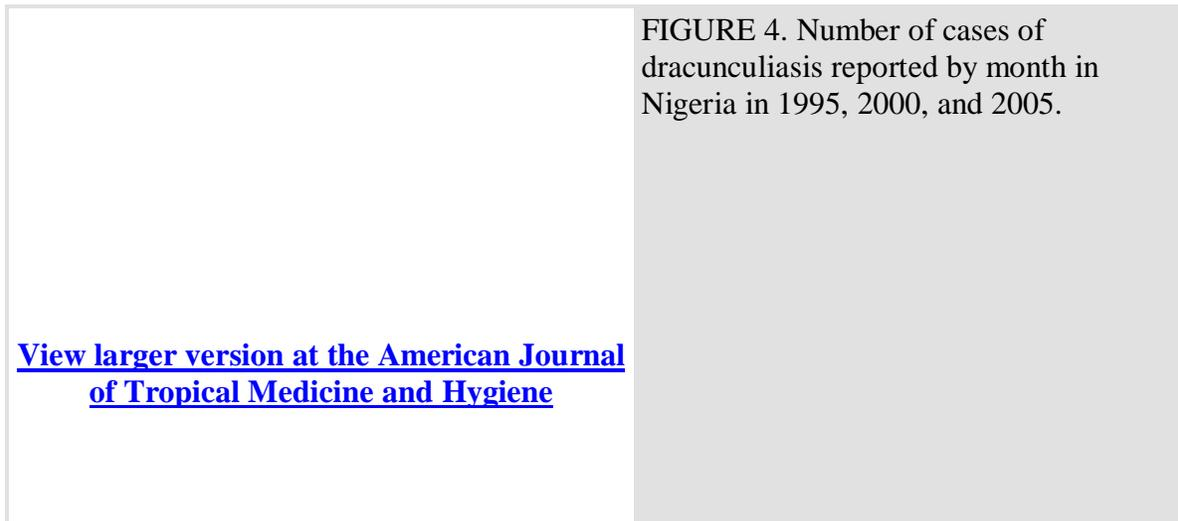 FIGURE 4. Number of cases of
dracunculiasis reported by month in
Nigeria in 1995, 2000, and 2005.
View larger version at the American Journal
of Tropical Medicine and Hygiene